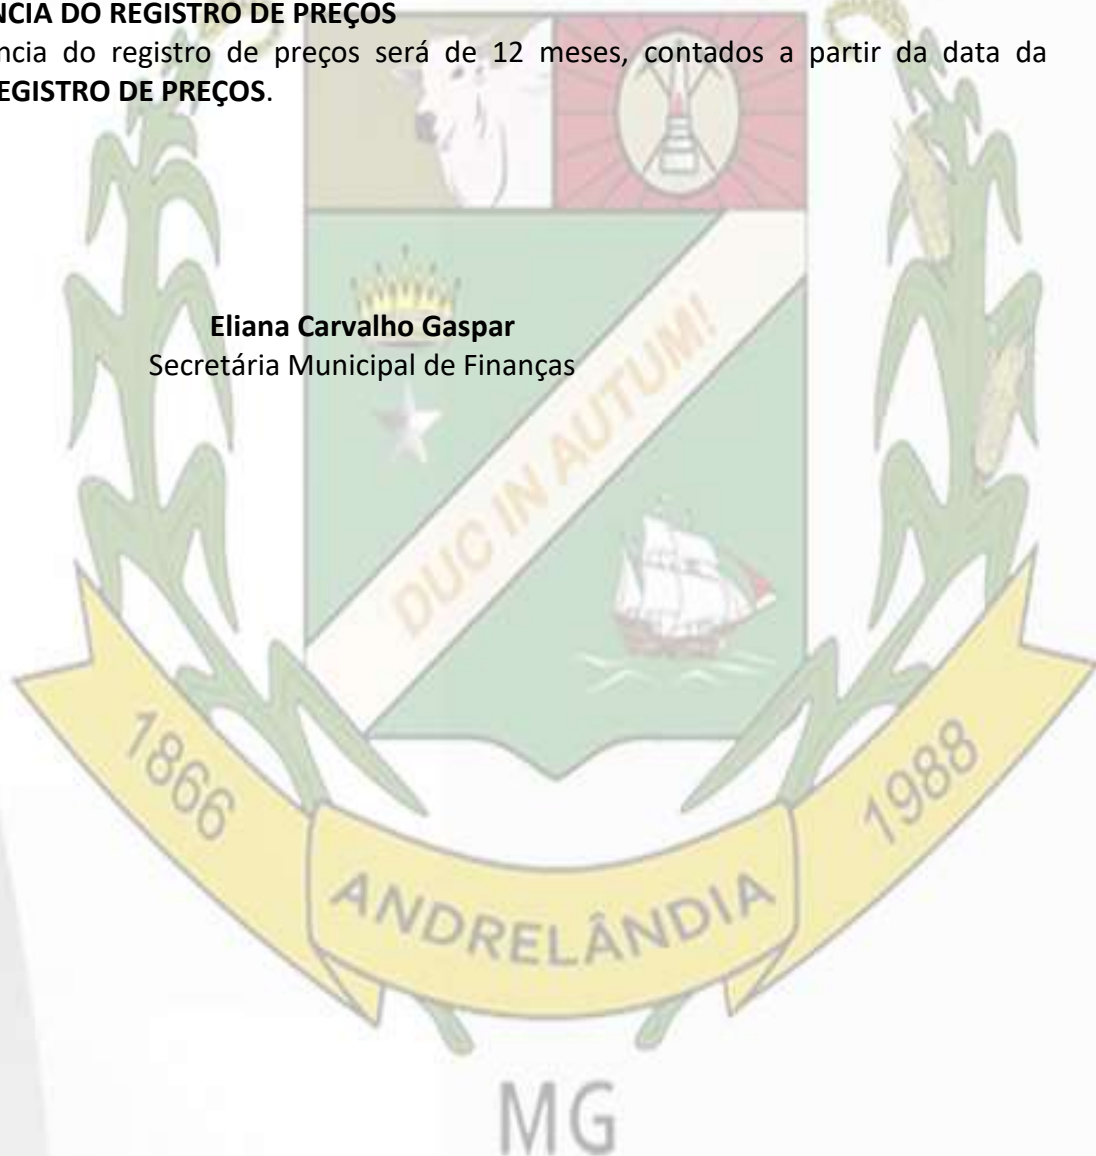 NCIA DO REGISTRO DE PREÇOS
ncia do registro de preços será de 12 meses, contados a partir da data da
EGISTRO DE PREÇOS.
Eliana Carvalho Gaspar
Secretária Municipal de Finanças
DUC IN AUTUM!
1866
1988
ANDRELÂNDIA
MG